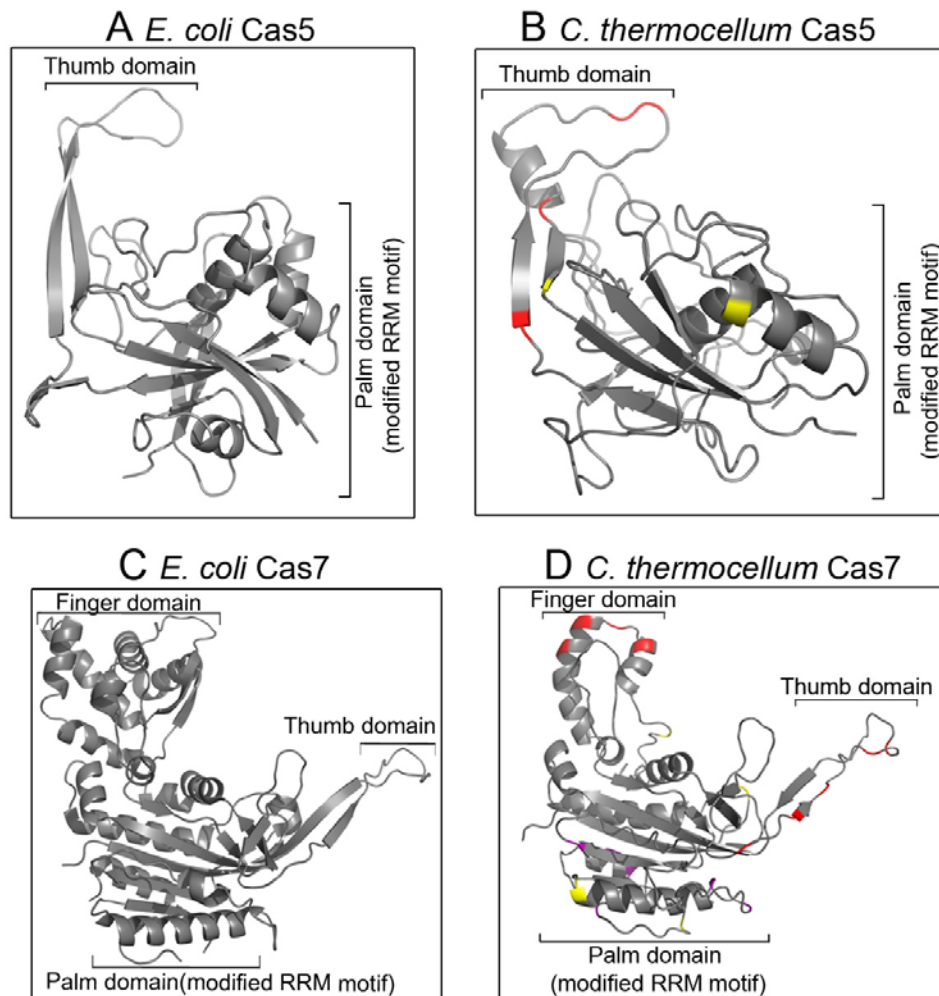 A E. coli Cas5
Thumb domain
Palm domain
(modified RRM motif)
B C. thermocellum Cas5
Thumb domain
Palm domain
(modified RRM motif)
C E. coli Cas7
Finger domain
Thumb domain
Palm domain(modified RRM motif)
D C. thermocellum Cas7
Finger domain
Thumb domain
Palm domain
(modified RRM motif)